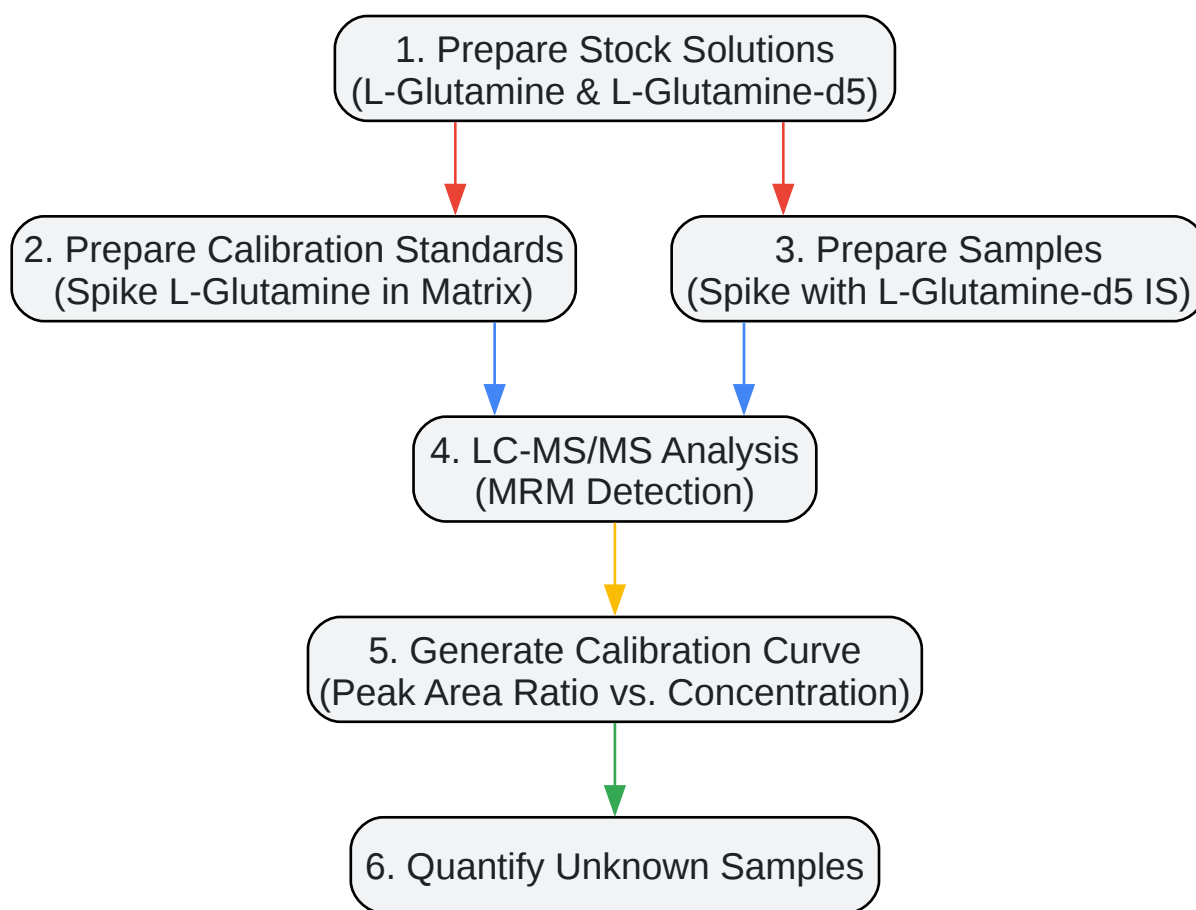 1. Prepare Stock Solutions
(L-Glutamine & L-Glutamine-d5)
2. Prepare Calibration Standards
(Spike L-Glutamine in Matrix)
3. Prepare Samples
(Spike with L-Glutamine-d5 IS)
4. LC-MS/MS Analysis
(MRM Detection)
5. Generate Calibration Curve
(Peak Area Ratio vs. Concentration)
6. Quantify Unknown Samples